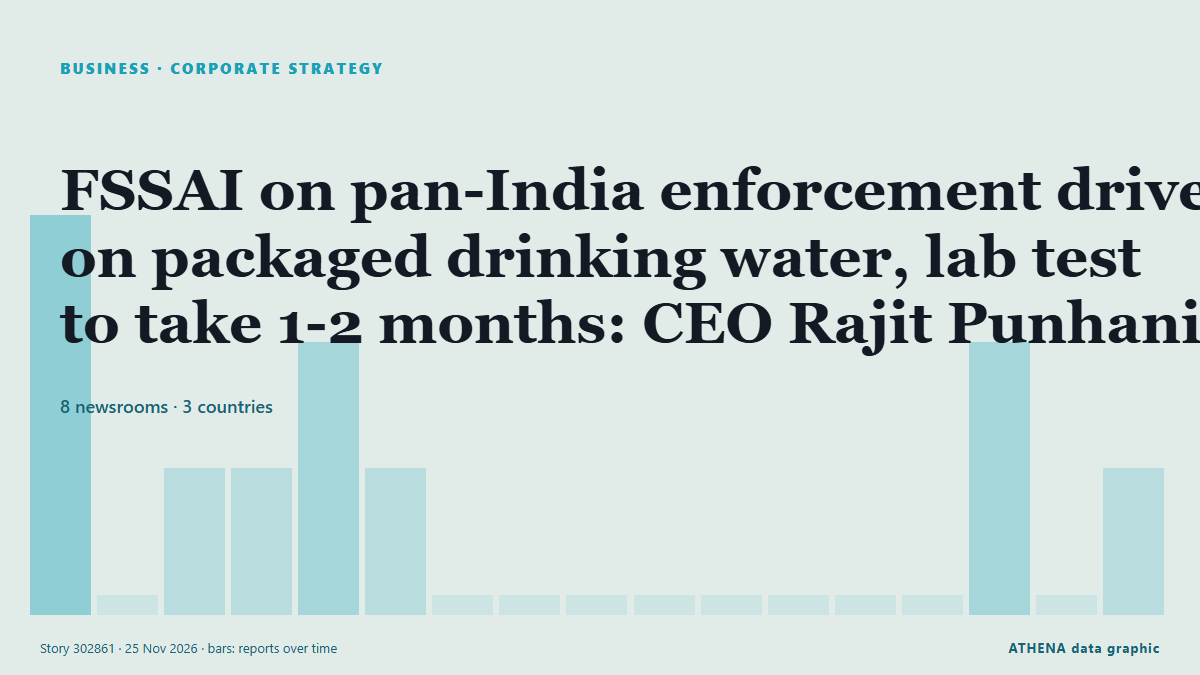 BUSINESS · CORPORATE STRATEGY
FSSAI on pan-India enforcement drive
on packaged drinking water, lab test
to take 1-2 months: CEO Rajit Punhani
8 newsrooms · 3 countries
Story 302861 · 25 Nov 2026 · bars: reports over time
ATHENA data graphic